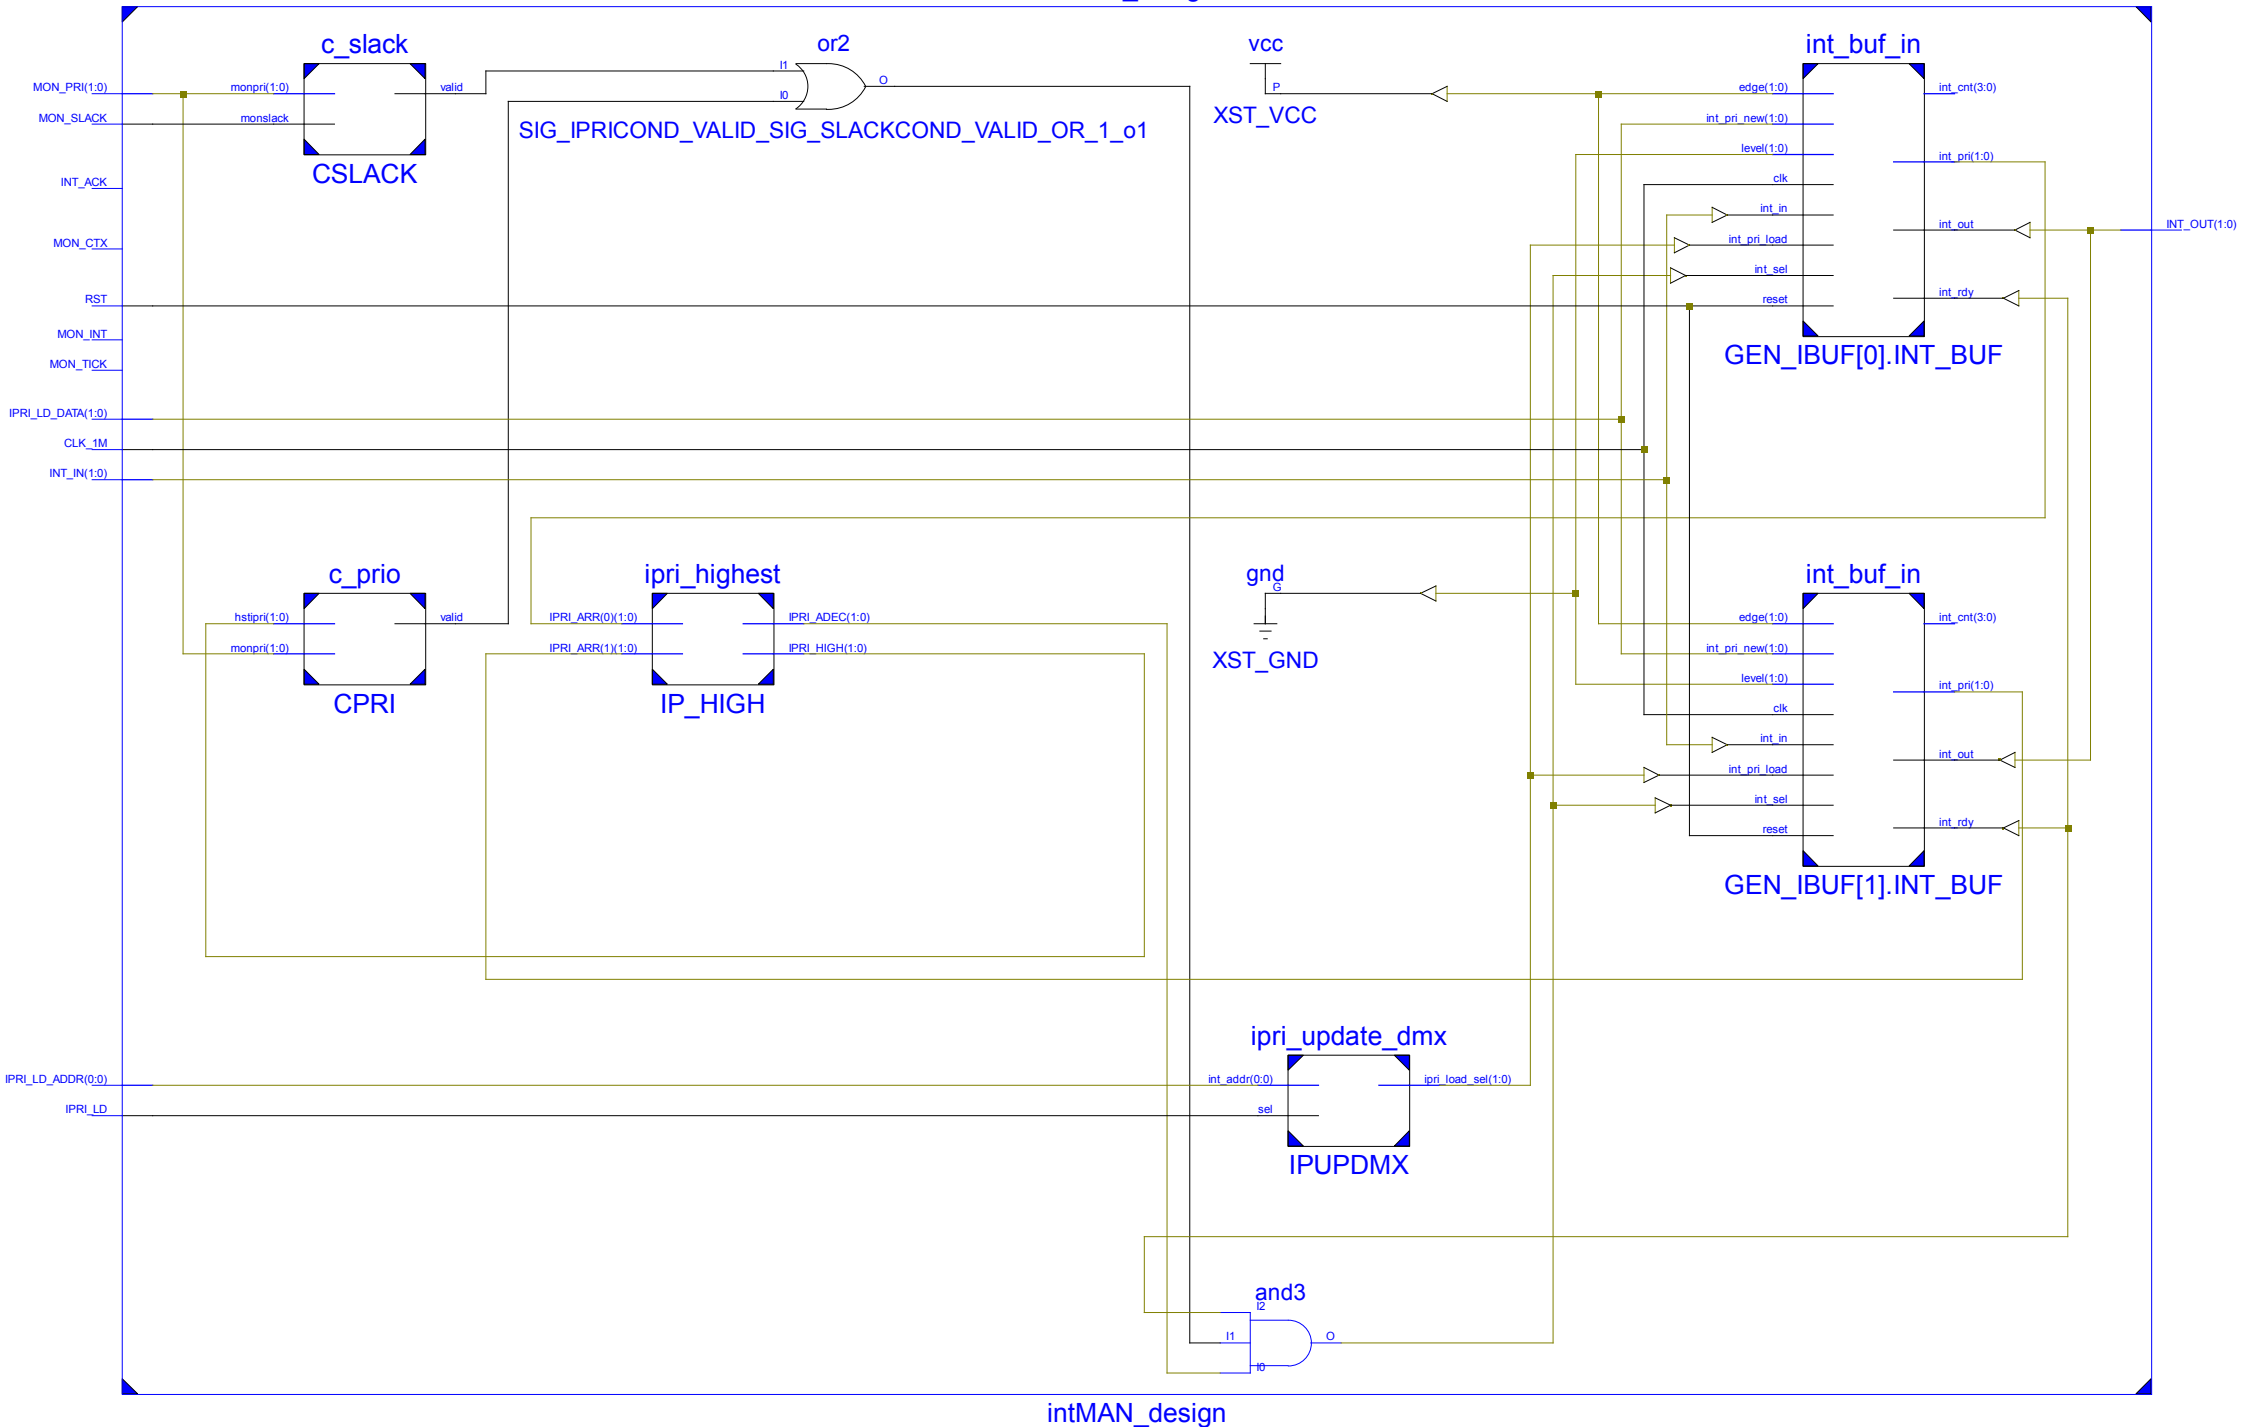 c_slack
or2
vcc
int_buf_in
MON_PRI(1:0)
monpri(1:0)
valid
I1
O
P
edge(1:0)
int_cnt(3:0)
I0
MON_SLACK
monslack
SIG_IPRICOND_VALID_SIG_SLACKCOND_VALID_OR_1_o1
XST_VCC
int_pri_new(1:0)
level(1:0)
int_pri(1:0)
CSLACK
INT_ACK
clk
int_in
int_out
INT_OUT(1:0)
MON_CTX
int_pri_load
int_sel
int_rdy
RST
reset
MON_INT
GEN_IBUF[0].INT_BUF
MON_TICK
IPRI_LD_DATA(1:0)
CLK_1M
INT_IN(1:0)
c_prio
ipri_highest
gnd
int_buf_in
G
hstipri(1:0)
valid
IPRI_ARR(0)(1:0)
IPRI_ADEC(1:0)
edge(1:0)
int_cnt(3:0)
monpri(1:0)
IPRI_ARR(1)(1:0)
IPRI_HIGH(1:0)
XST_GND
int_pri_new(1:0)
level(1:0)
int_pri(1:0)
CPRI
IP_HIGH
clk
int_in
int_out
int_pri_load
int_sel
int_rdy
reset
GEN_IBUF[1].INT_BUF
ipri_update_dmx
IPRI_LD_ADDR(0:0)
int_addr(0:0)
ipri_load_sel(1:0)
IPRI_LD
sel
IPUPDMX
and3
I2
I1
O
I0
intMAN_design